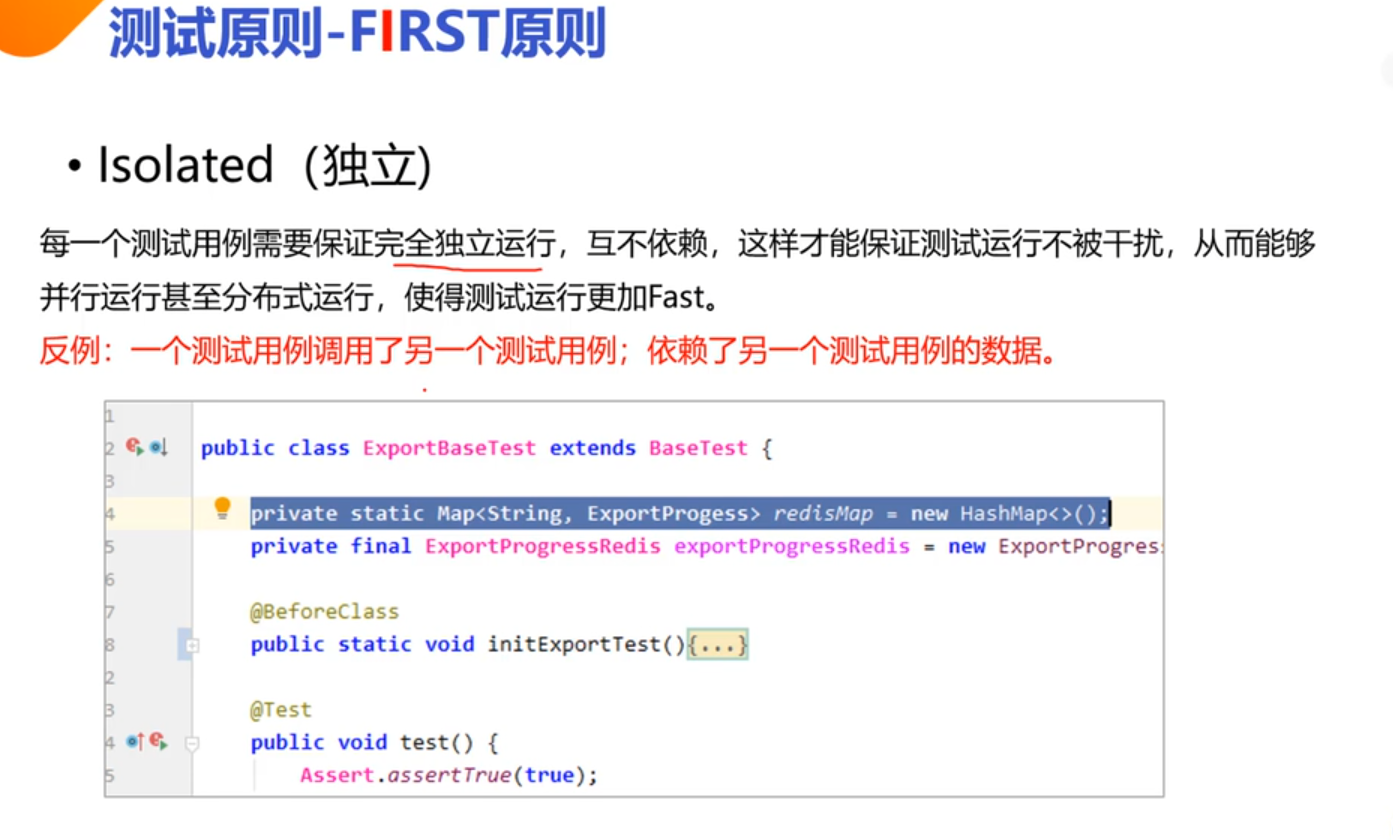 测试原则-FIRST原则
• Isolated（独立)
每一个测试用例需要保证完全独立运行，互不依赖，这样才能保证测试运行不被干扰，从而能够
并行运行甚至分布式运行，使得测试运行更加Fast。
反例：一个测试用例调用了另一个测试用例；依赖了另一个测试用例的数据。
1
2 public class ExportBaseTest extends BaseTest {
3
4 private static Map<String, ExportProgess> redisMap = new HashMap<>();
5 private final ExportProgressRedis exportProgressRedis = new ExportProgres
6
7 @BeforeClass
8 public static void initExportTest(){...}
2
3 @Test
4 public void test() {
5 Assert.assertTrue(true);